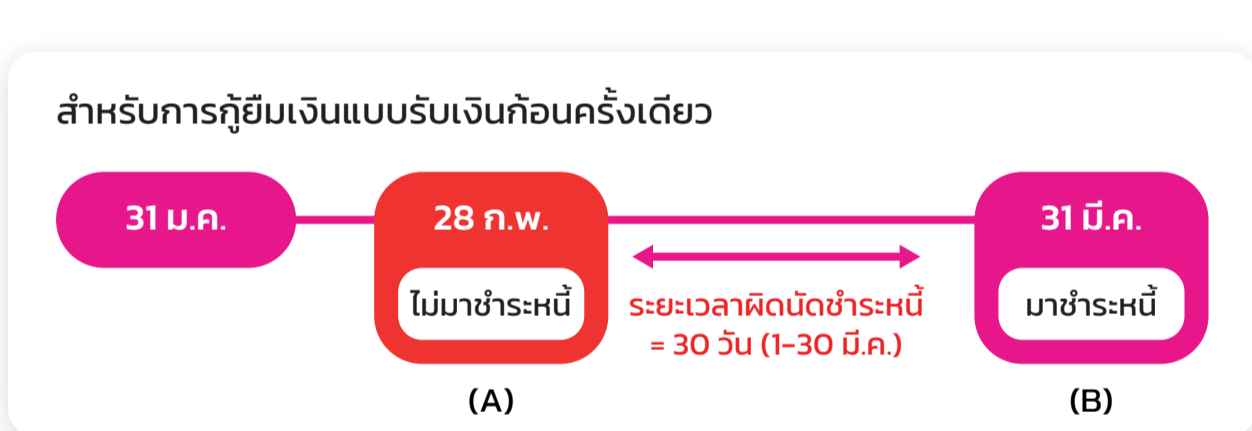 สำหรับการกู้ยืมเงินแบบรับเงินก้อนครั้งเดียว
31 ม.ค.
28 ก.พ.
31 มี.ค.
ไม่มาชำระหนี้
ระยะเวลาผิดนัดชำระหนี้
= 30 วัน (1-30 มี.ค.)
มาชำระหนี้
(A)
(B)